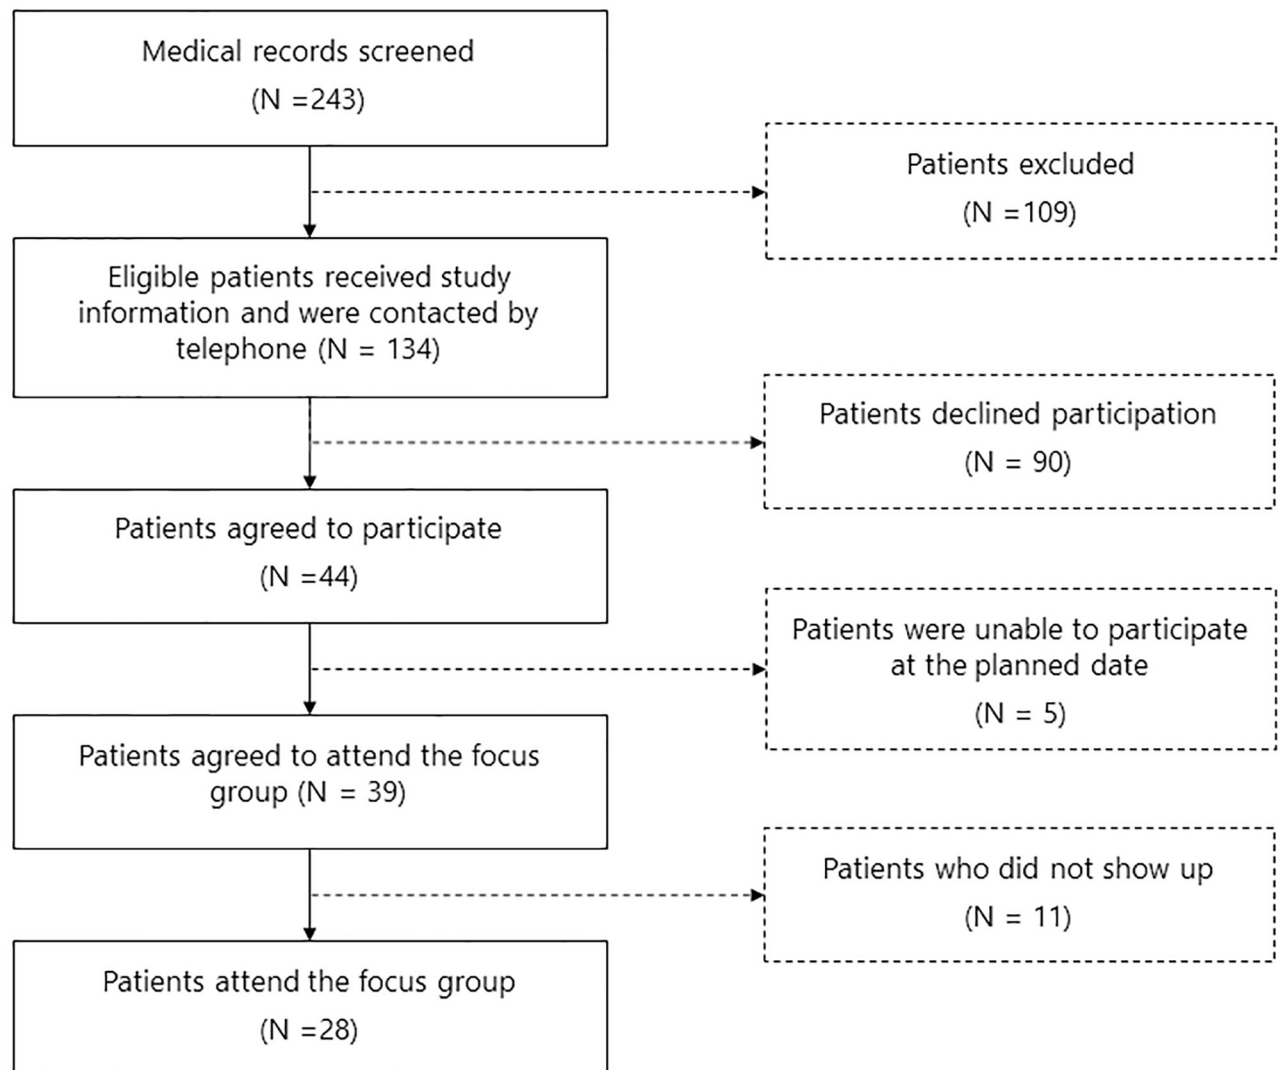 Medical records screened
(N =243)
Patients excluded
(N =109)
Eligible patients received study
information and were contacted by
telephone (N = 134)
Patients declined participation
(N = 90)
Patients agreed to participate
(N =44)
Patients were unable to participate
at the planned date
(N = 5)
Patients agreed to attend the focus
group (N = 39)
Patients who did not show up
(N = 11)
Patients attend the focus group
(N =28)